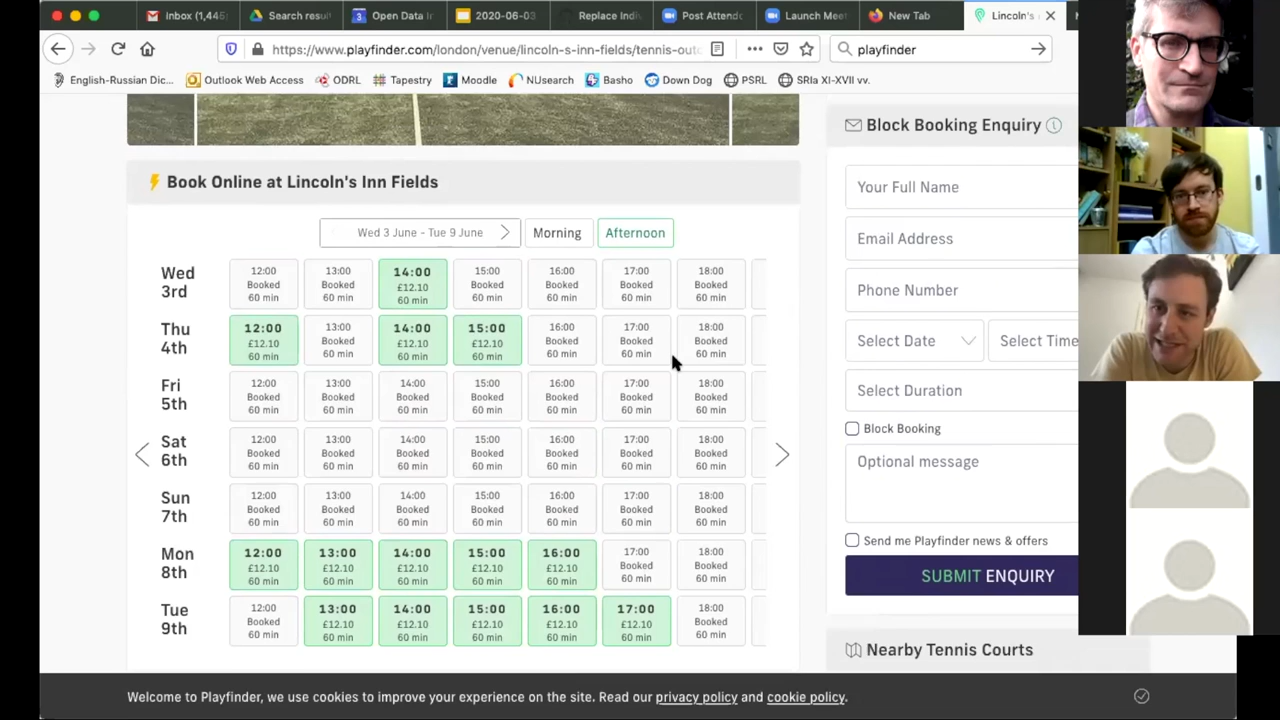 Inbox (1,446
Search resul
Open Data I
2020-06-03
Replace Indiv
Post Attend
Launch Mee
New Tab
Lincoln's
https://www.playfinder.com/london/venue/lincoln-s-inn-fields/tennis-out
playfinder
English-Russian Dic...
Outlook Web Access
ODRL
Tapestry
Moodle
NUsearch
Basho
Down Dog
PSRL
SRIa XI-XVII vv.
Book Online at Lincoln's Inn Fields
Wed 3 June - Tue 9 June
Morning
Afternoon
Wed 3rd
12:00 Booked 60 min
13:00 Booked 60 min
14:00 £12.10 60 min
15:00 Booked 60 min
16:00 Booked 60 min
17:00 Booked 60 min
18:00 Booked 60 min
Thu 4th
12:00 £12.10 60 min
13:00 Booked 60 min
14:00 £12.10 60 min
15:00 £12.10 60 min
16:00 Booked 60 min
17:00 Booked 60 min
18:00 Booked 60 min
Fri 5th
12:00 Booked 60 min
13:00 Booked 60 min
14:00 Booked 60 min
15:00 Booked 60 min
16:00 Booked 60 min
17:00 Booked 60 min
18:00 Booked 60 min
Sat 6th
12:00 Booked 60 min
13:00 Booked 60 min
14:00 Booked 60 min
15:00 Booked 60 min
16:00 Booked 60 min
17:00 Booked 60 min
18:00 Booked 60 min
Sun 7th
12:00 Booked 60 min
13:00 Booked 60 min
14:00 Booked 60 min
15:00 Booked 60 min
16:00 Booked 60 min
17:00 Booked 60 min
18:00 Booked 60 min
Mon 8th
12:00 £12.10 60 min
13:00 £12.10 60 min
14:00 £12.10 60 min
15:00 £12.10 60 min
16:00 £12.10 60 min
17:00 Booked 60 min
18:00 Booked 60 min
Tue 9th
12:00 Booked 60 min
13:00 £12.10 60 min
14:00 £12.10 60 min
15:00 £12.10 60 min
16:00 £12.10 60 min
17:00 £12.10 60 min
18:00 Booked 60 min
Block Booking Enquiry
Your Full Name
Email Address
Phone Number
Select Date
Select Time
Select Duration
Block Booking
Optional message
Send me Playfinder news & offers
SUBMIT ENQUIRY
Nearby Tennis Courts
Welcome to Playfinder, we use cookies to improve your experience on the site. Read our privacy policy and cookie policy.